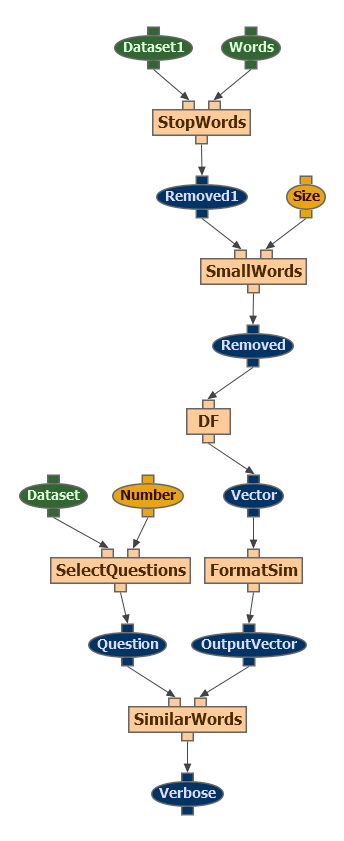 Dataset1 Words
StopWords
Removed1 Size
SmallWords
Removed
DF
Dataset Number Vector
SelectQuestions FormatSim
Question OutputVector
SimilarWords
Verbose